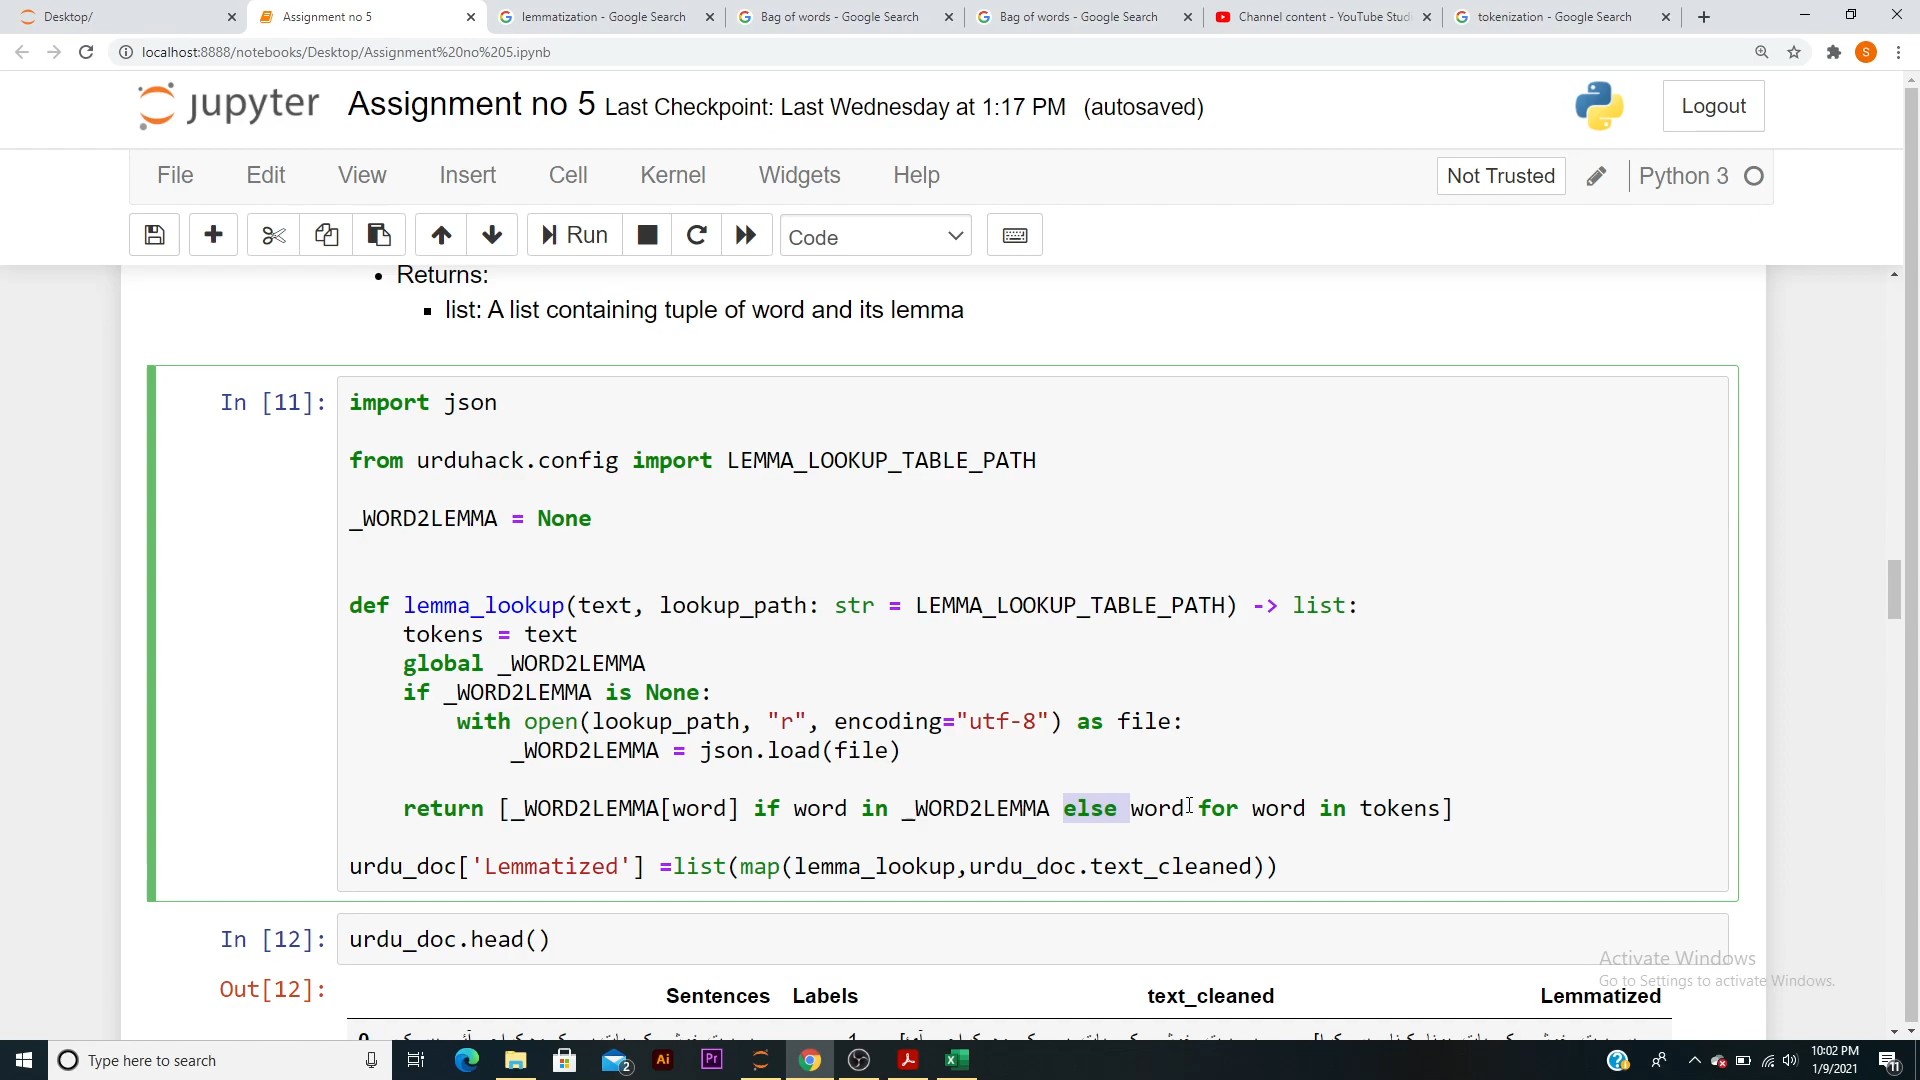 Desktop/
Assignment no 5
lemmatization - Google Search
Bag of words - Google Search
Bag of words - Google Search
Channel content - YouTube Stud
tokenization - Google Search
localhost:8888/notebooks/Desktop/Assignment%20no%205.ipynb
S
jupyter Assignment no 5 Last Checkpoint: Last Wednesday at 1:17 PM (autosaved)
Logout
File Edit View Insert Cell Kernel Widgets Help
Not Trusted
Python 3
Run
Code
Returns:
list: A list containing tuple of word and its lemma
In [11]:
import json
from urduhack.config import LEMMA_LOOKUP_TABLE_PATH
_WORD2LEMMA = None
def lemma_lookup(text, lookup_path: str = LEMMA_LOOKUP_TABLE_PATH) -> list:
tokens = text
global _WORD2LEMMA
if _WORD2LEMMA is None:
with open(lookup_path, "r", encoding="utf-8") as file:
_WORD2LEMMA = json.load(file)
return [_WORD2LEMMA[word] if word in _WORD2LEMMA else word for word in tokens]
urdu_doc['Lemmatized'] =list(map(lemma_lookup,urdu_doc.text_cleaned))
In [12]:
urdu_doc.head()
Activate Windows
Go to Settings to activate Windows.
Out[12]:
Sentences Labels text_cleaned Lemmatized
Type here to search
Ai
Pr
2
10:02 PM
1/9/2021
11